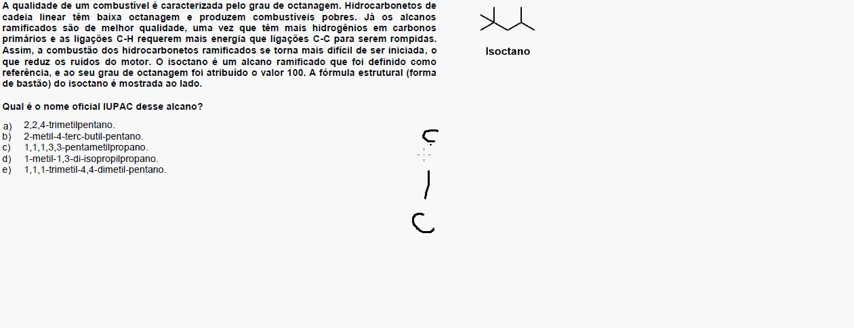 A qualidade de um combustível é caracterizada pelo grau de octanagem. Hidrocarbonetos de
cadeia linear têm baixa octanagem e produzem combustíveis pobres. Já os alcanos
ramificados são de melhor qualidade, uma vez que têm mais hidrogênios em carbonos
primários e as ligações C-H requerem mais energia que ligações C-C para serem rompidas.
Assim, a combustão dos hidrocarbonetos ramificados se torna mais difícil de ser iniciada, o
que reduz os ruídos do motor. O isoctano é um alcano ramificado que foi definido como
referência, e ao seu grau de octanagem foi atribuído o valor 100. A fórmula estrutural (forma
de bastão) do isoctano é mostrada ao lado.
Isoctano
Qual é o nome oficial IUPAC desse alcano?
a) 2,2,4-trimetilpentano.
b) 2-metil-4-terc-butil-pentano.
c) 1,1,1,3,3-pentametilpropano.
d) 1-metil-1,3-di-isopropilpropano.
e) 1,1,1-trimetil-4,4-dimetil-pentano.
C
C